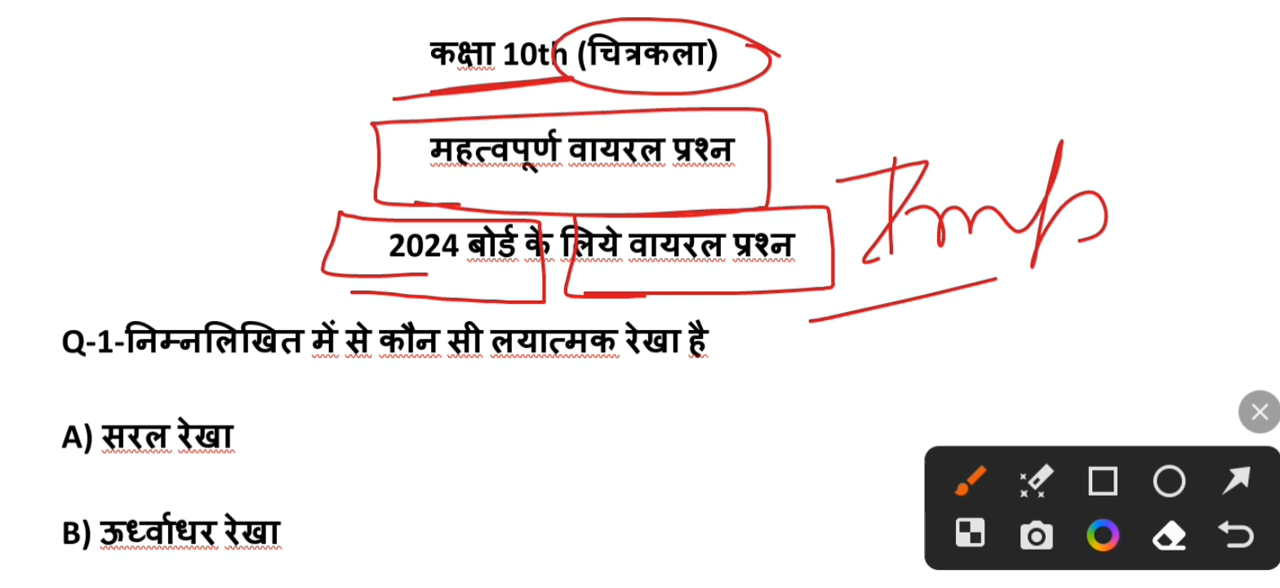 कक्षा 10th (चित्रकला)
महत्वपूर्ण वायरल प्रश्न
2024 बोर्ड के लिये वायरल प्रश्न
Imp
Q-1-निम्नलिखित में से कौन सी लयात्मक रेखा है
A) सरल रेखा
B) ऊर्ध्वाधर रेखा